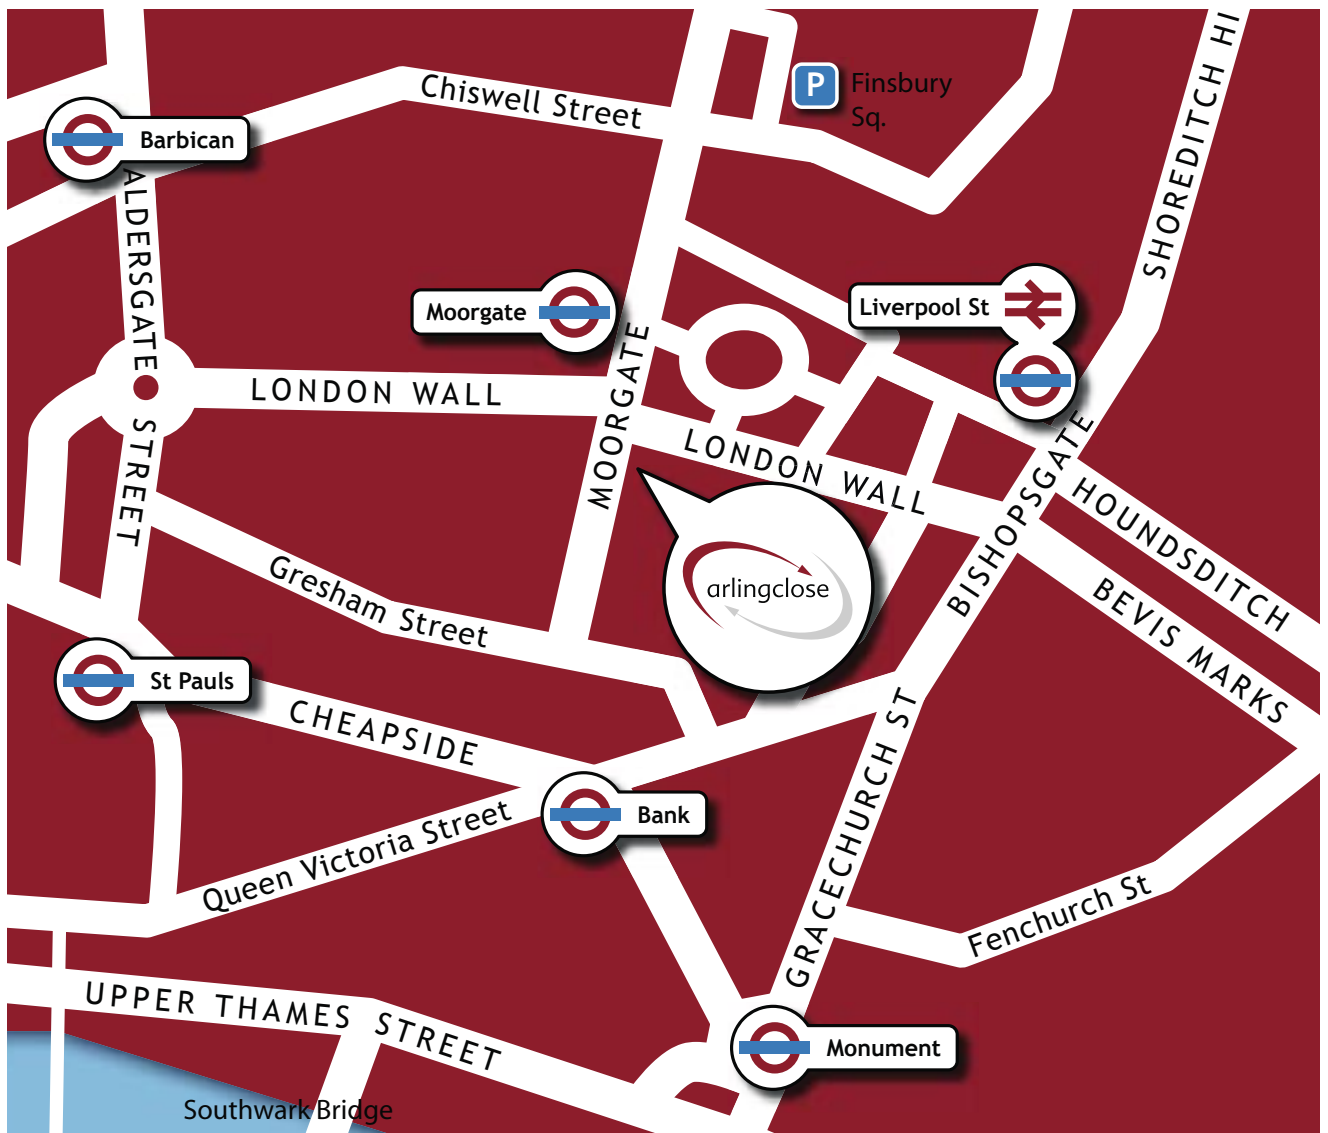 SHOREDITCH HI
P
Finsbury
Sq.
Chiswell Street
Barbican
ALDERSGATE STREET
Liverpool St
Moorgate
MOORGATE
LONDON WALL
LONDON WALL
BISHOPSGATE
HOUNDSDITCH
BEVIS MARKS
arlingclose
Gresham Street
St Pauls
CHEAPSIDE
GRACECHURCH ST
Bank
Queen Victoria Street
Fenchurch St
UPPER THAMES STREET
Monument
Southwark Bridge